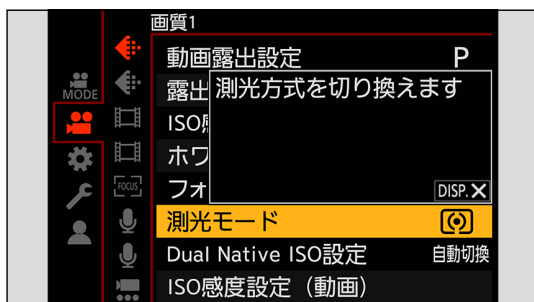 画質1
MODE
動画露出設定 P
露出
測光方式を切り換えます
ISO
ホワ
フォ
DISP.
FOCUS
測光モード
Dual Native ISO設定 自動切換
ISO感度設定（動画）